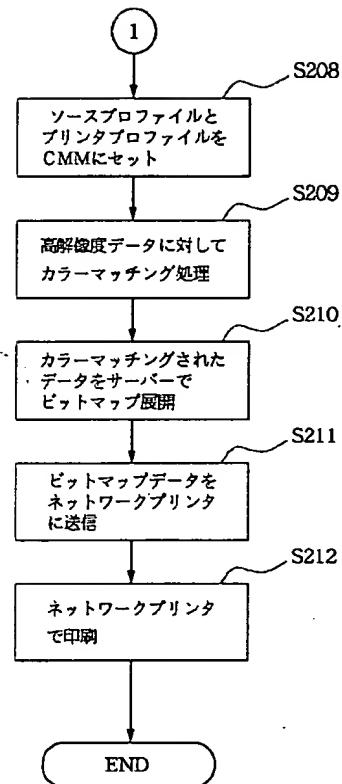 1
S208
ソースプロファイルと
プリンタプロファイルを
CMMにセット
S209
高解像度データに対して
カラーマッチング処理
S210
カラーマッチングされた
データをサーバーで
ビットマップ展開
S211
ビットマップデータを
ネットワークプリンタ
に送信
S212
ネットワークプリンタ
で印刷
END